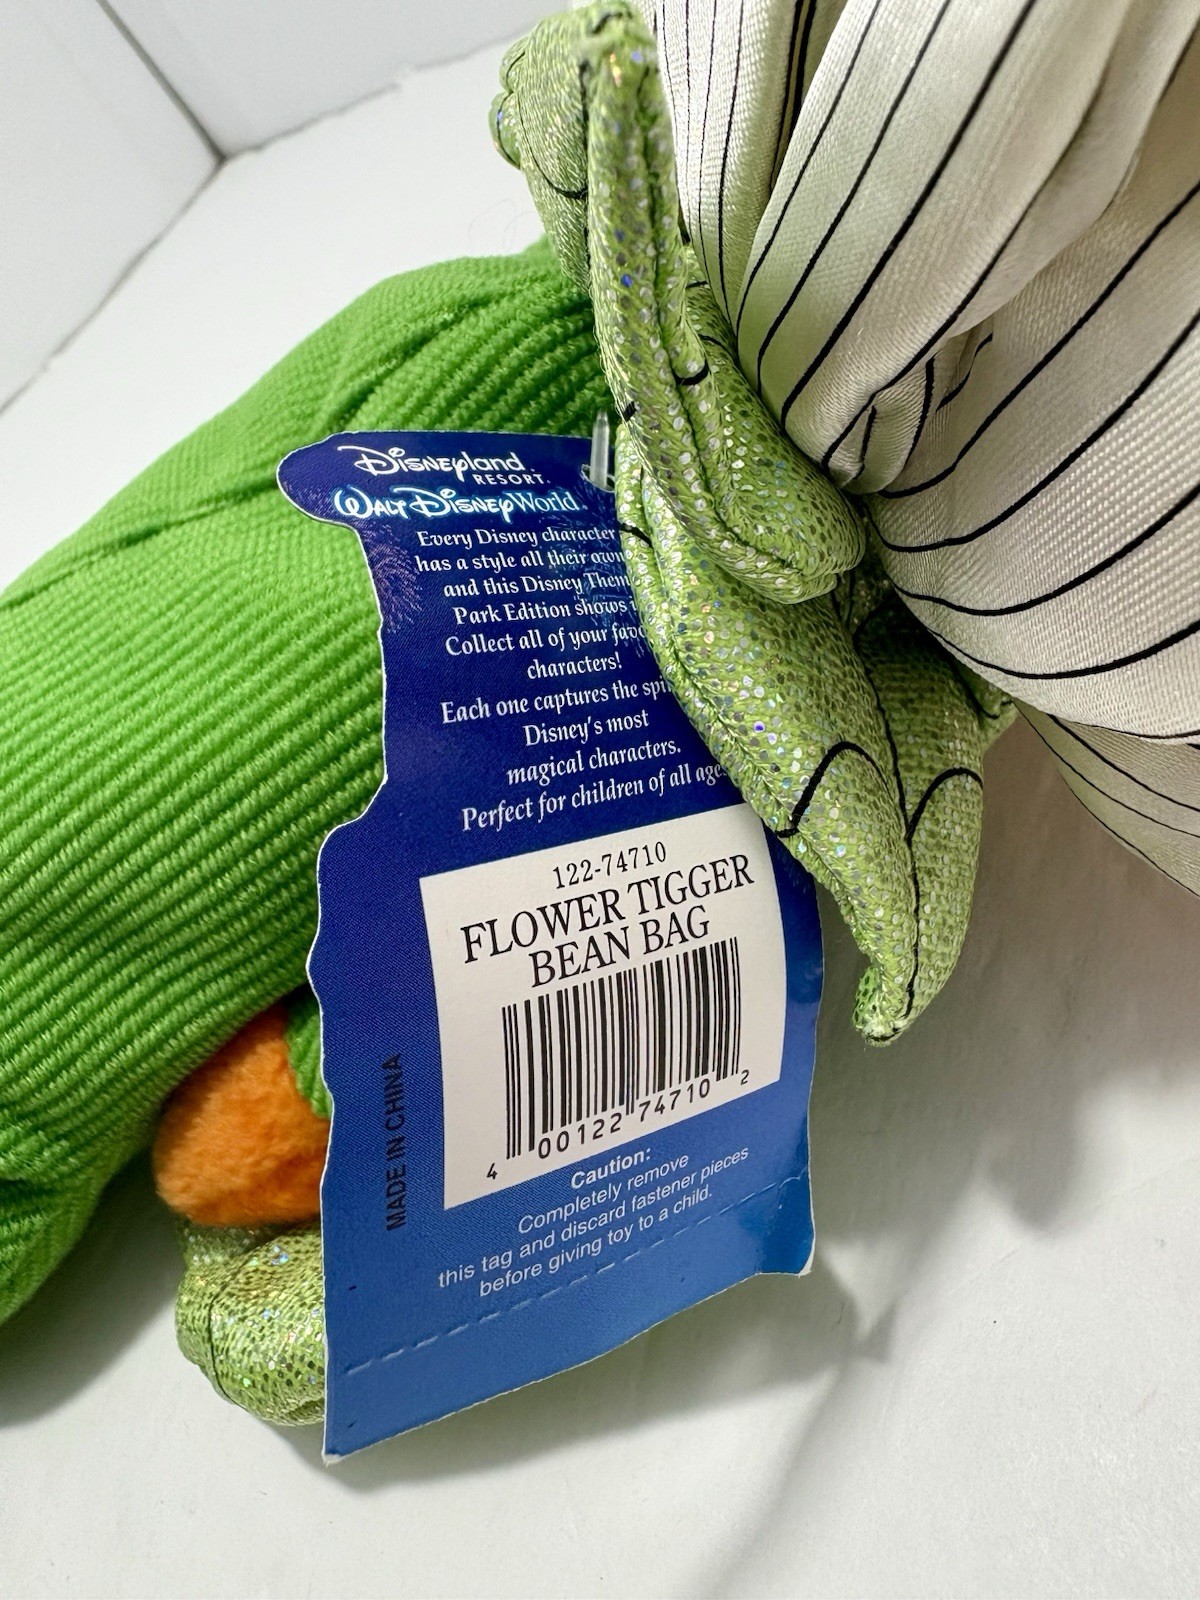 Disneyland
RESORT.
Walt Disney World.
Every Disney character
has a style all their own
and this Disney
Park Edition shows
Collect all of your
characters!
Each one captures the
Disney's most
magical characters.
Perfect for children of all
122-74710
FLOWER TIGGER
BEAN BAG
4 00122 74710 2
MADE IN CHINA
Caution:
Completely remove
this tag and discard fastener pieces
before giving toy to a child.